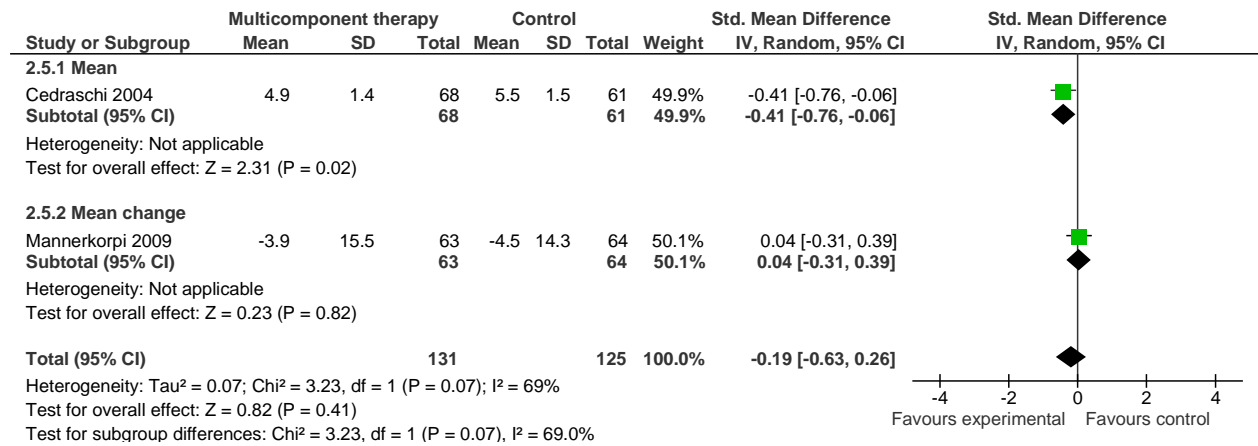 Multicomponent therapy Control Std. Mean Difference Std. Mean Difference
Study or Subgroup Mean SD Total Mean SD Total Weight IV, Random, 95% CI IV, Random, 95% CI
2.5.1 Mean
Cedraschi 2004 4.9 1.4 68 5.5 1.5 61 49.9% -0.41 [-0.76, -0.06]
Subtotal (95% CI) 68 61 49.9% -0.41 [-0.76, -0.06]
Heterogeneity: Not applicable
Test for overall effect: Z = 2.31 (P = 0.02)
2.5.2 Mean change
Mannerkorpi 2009 -3.9 15.5 63 -4.5 14.3 64 50.1% 0.04 [-0.31, 0.39]
Subtotal (95% CI) 63 64 50.1% 0.04 [-0.31, 0.39]
Heterogeneity: Not applicable
Test for overall effect: Z = 0.23 (P = 0.82)
Total (95% CI) 131 125 100.0% -0.19 [-0.63, 0.26]
Heterogeneity: Tau² = 0.07; Chi² = 3.23, df = 1 (P = 0.07); I² = 69%
Test for overall effect: Z = 0.82 (P = 0.41)
Test for subgroup differences: Chi² = 3.23, df = 1 (P = 0.07), I² = 69.0%
-4 -2 0 2 4
Favours experimental Favours control